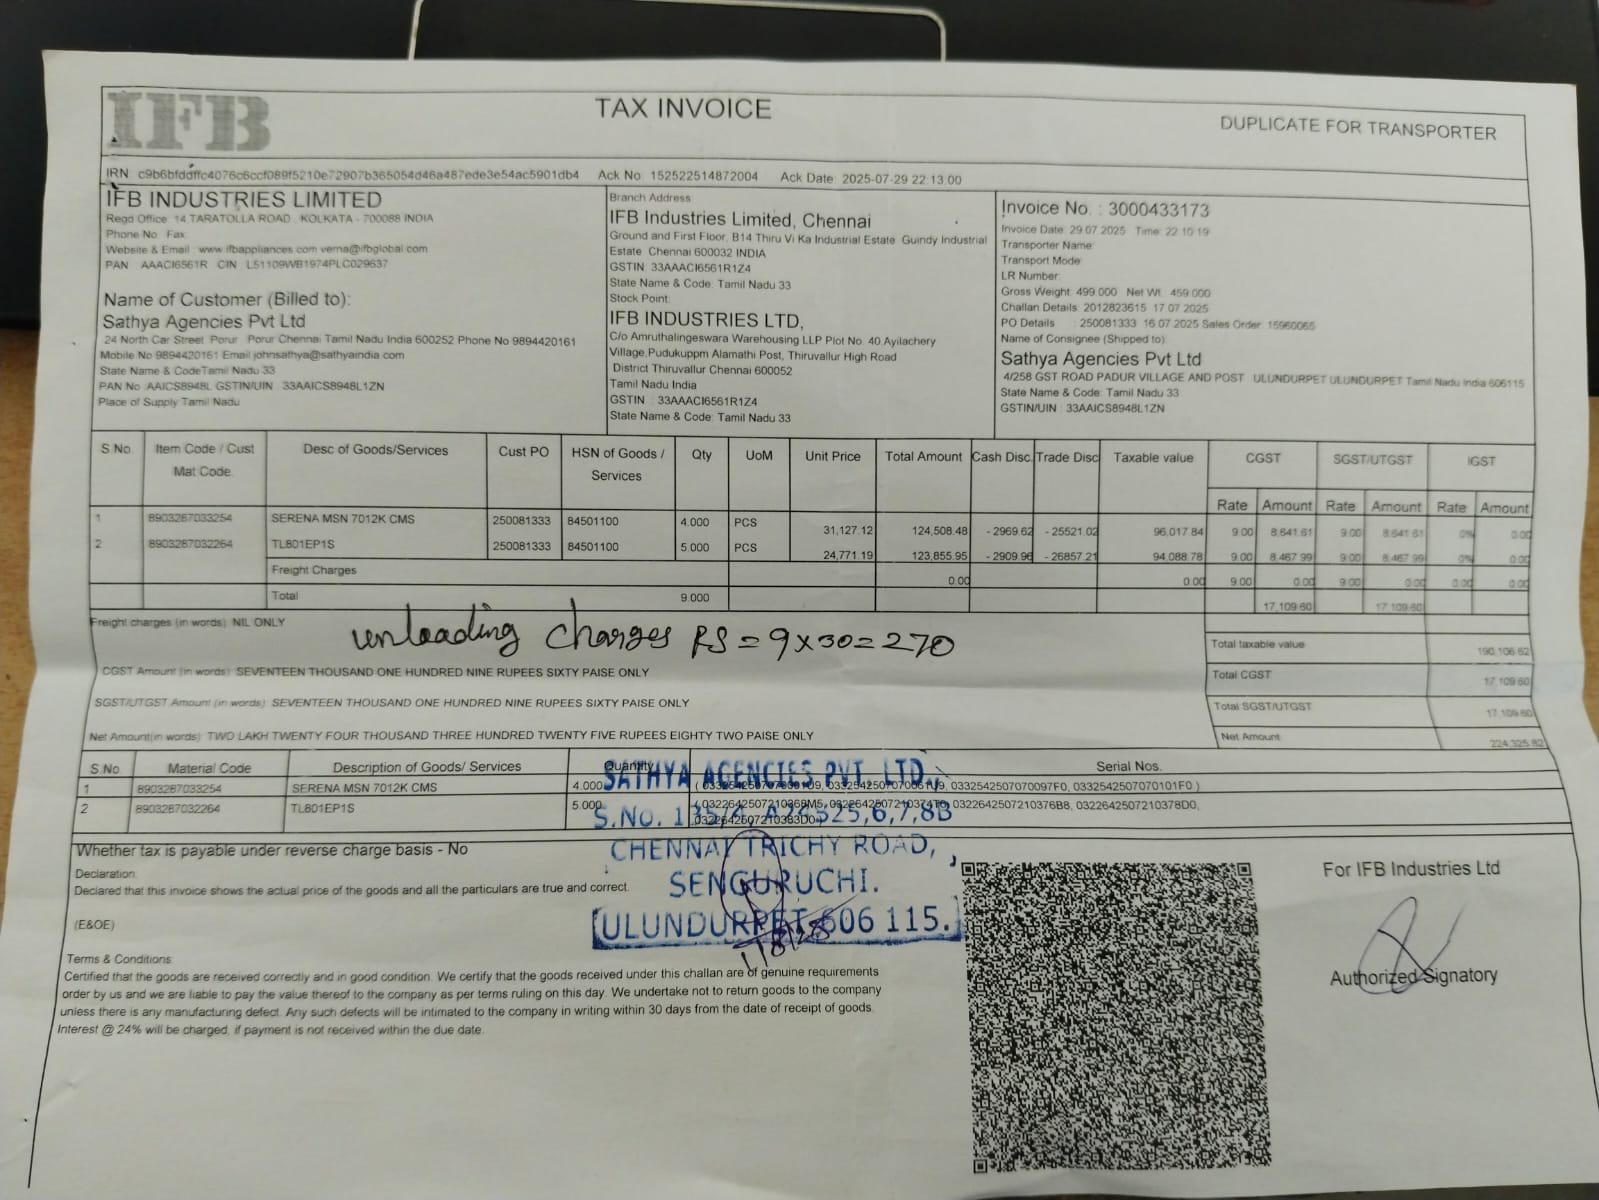 IFB
TAX INVOICE
DUPLICATE FOR TRANSPORTER
IRN c9b6bfddffc4076c6ccf089f5210e72907b365054d46a487ede3e54ac5901db4 Ack No 152522514872004 Ack Date: 2025-07-29 22:13:00
IFB INDUSTRIES LIMITED
Regd Office 14 TARATOLLA ROAD KOLKATA - 700088 INDIA
Phone No Fax
Website & Email www.ifbappliances.com verna@ifbglobal.com
PAN AAACI6561R CIN L51109WB1974PLC029637
Name of Customer (Billed to):
Sathya Agencies Pvt Ltd
24 North Car Street Porur Porur Chennai Tamil Nadu India 600252 Phone No 9894420161
Mobile No 9894420161 Email johnsathya@sathyaindia.com
State Name & CodeTamil Nadu 33
PAN No AAICS8948L GSTIN/UIN 33AAICS8948L1ZN
Place of Supply Tamil Nadu
Branch Address
IFB Industries Limited, Chennai
Ground and First Floor, B14 Thiru Vi Ka Industrial Estate Guindy Industrial
Estate Chennai 600032 INDIA
GSTIN 33AAACI6561R1Z4
State Name & Code: Tamil Nadu 33
Stock Point:
IFB INDUSTRIES LTD,
C/o Amruthalingeswara Warehousing LLP Plot No. 40 Ayilachery
Village,Pudukuppm Alamathi Post, Thiruvallur High Road
District Thiruvallur Chennai 600052
Tamil Nadu India
GSTIN : 33AAACI6561R1Z4
State Name & Code: Tamil Nadu 33
Invoice No. : 3000433173
Invoice Date: 29.07.2025 Time: 22:10:19
Transporter Name:
Transport Mode:
LR Number:
Gross Weight: 499.000 Net Wt: 459.000
Challan Details: 2012823615 17.07.2025
PO Details : 250081333 16.07.2025 Sales Order: 15960065
Name of Consignee (Shipped to):
Sathya Agencies Pvt Ltd
4/258 GST ROAD PADUR VILLAGE AND POST ULUNDURPET ULUNDURPET Tamil Nadu India 606115
State Name & Code: Tamil Nadu 33
GSTIN/UIN : 33AAICS8948L1ZN
S.No. Item Code / Cust Mat Code. Desc of Goods/Services Cust PO HSN of Goods / Services Qty UoM Unit Price Total Amount Cash Disc. Trade Disc Taxable value CGST SGST/UTGST IGST
Rate Amount Rate Amount Rate Amount
1 8903287033254 SERENA MSN 7012K CMS 250081333 84501100 4.000 PCS 31,127.12 124,508.48 - 2969.62 - 25521.02 96,017.84 9.00 8,641.61 9.00 8,641.61 0% 0.00
2 8903287032264 TL801EP1S 250081333 84501100 5.000 PCS 24,771.19 123,855.95 - 2909.96 - 26857.21 94,088.78 9.00 8,467.99 9.00 8,467.99 0% 0.00
Freight Charges 0.00 0.00 9.00 0.00 9.00 0.00 0.00 0.00
Total 9.000 17,109.60 17,109.60
Freight charges (in words) NIL ONLY
unloading charges RS = 9x30=270
Total taxable value 190,106.62
CGST Amount (in words) SEVENTEEN THOUSAND ONE HUNDRED NINE RUPEES SIXTY PAISE ONLY
Total CGST 17,109.60
SGST/UTGST Amount (in words) SEVENTEEN THOUSAND ONE HUNDRED NINE RUPEES SIXTY PAISE ONLY
Total SGST/UTGST 17,109.60
Net Amount(in words) TWO LAKH TWENTY FOUR THOUSAND THREE HUNDRED TWENTY FIVE RUPEES EIGHTY TWO PAISE ONLY
Net Amount 224,325.82
S.No. Material Code Description of Goods/ Services Quantity Serial Nos.
1 8903287033254 SERENA MSN 7012K CMS 4.000 0332542507070097F0, 0332542507070101F0 )
2 8903287032264 TL801EP1S 5.000 0322642507210376B8, 0322642507210378D0,
0322642507210383D0
SATHYA AGENCIES PVT. LTD.,
S.No. 25,6,7,8B
CHENNAI TRICHY ROAD,
SENGURUCHI.
ULUNDURPET 606 115.
1/8/25
Whether tax is payable under reverse charge basis - No
Declaration:
Declared that this invoice shows the actual price of the goods and all the particulars are true and correct.
(E&OE)
Terms & Conditions
Certified that the goods are received correctly and in good condition. We certify that the goods received under this challan are of genuine requirements
order by us and we are liable to pay the value thereof to the company as per terms ruling on this day. We undertake not to return goods to the company
unless there is any manufacturing defect. Any such defects will be intimated to the company in writing within 30 days from the date of receipt of goods.
Interest @ 24% will be charged, if payment is not received within the due date.
For IFB Industries Ltd
Authorized Signatory